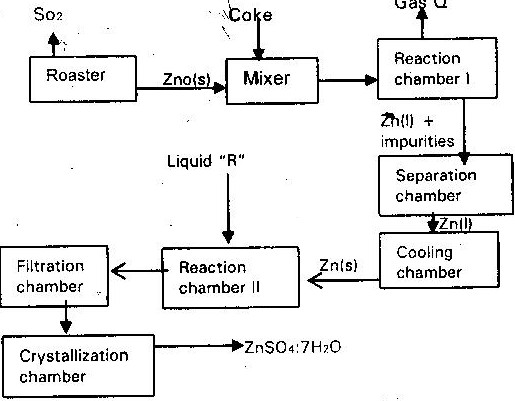 So₂
Coke
Gas Q
Roaster
Zno(s)
Mixer
Reaction
chamber I
Zn(l) +
impurities
Liquid "R"
Separation
chamber
Zn(l)
Filtration
chamber
Reaction
chamber II
Zn(s)
Cooling
chamber
Crystallization
chamber
ZnSO₄:7H₂O